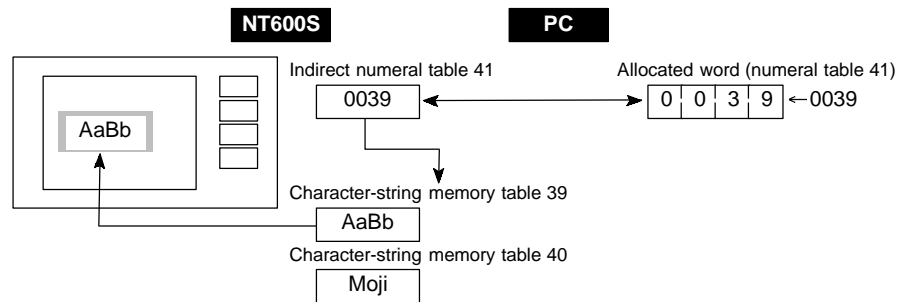 NT600S PC
Indirect numeral table 41 Allocated word (numeral table 41)
0039 0 0 3 9 ←0039
AaBb
Character-string memory table 39
AaBb
Character-string memory table 40
Moji